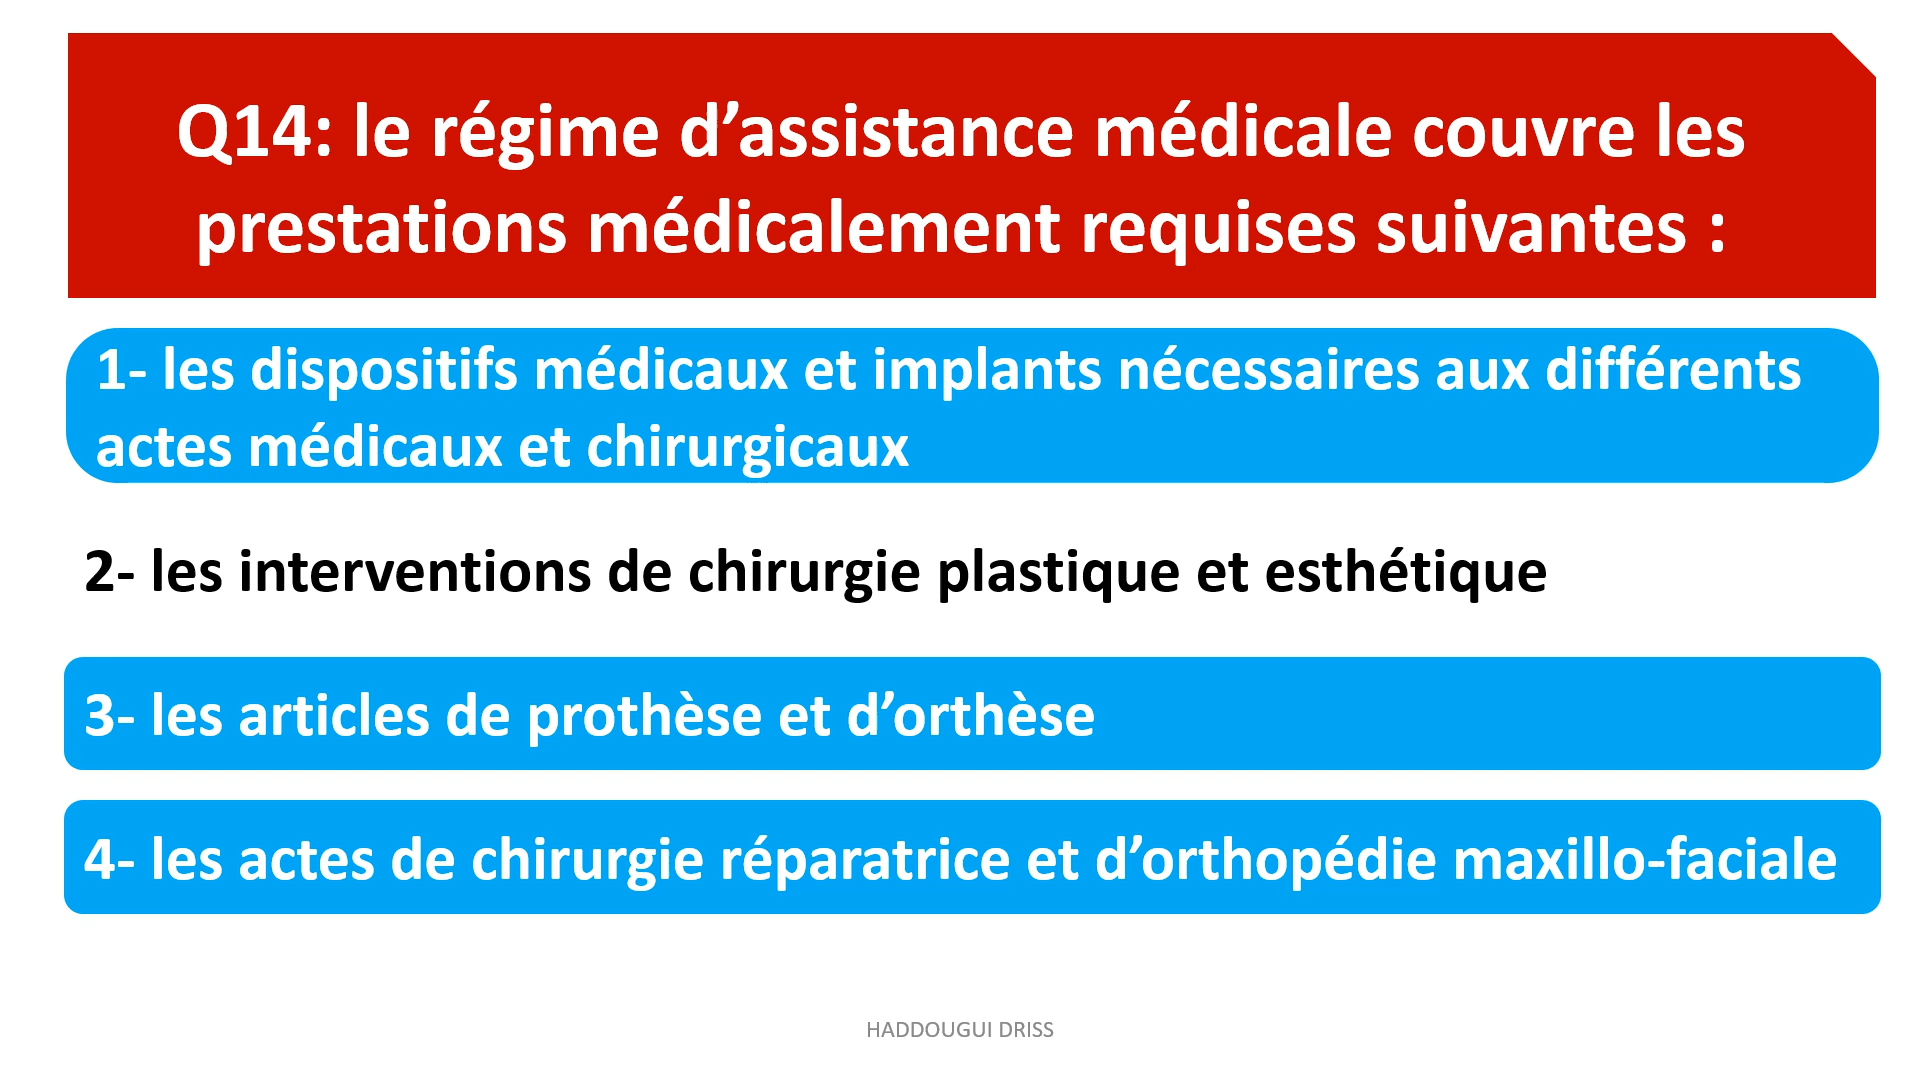 Q14: le régime d’assistance médicale couvre les
prestations médicalement requises suivantes :
1- les dispositifs médicaux et implants nécessaires aux différents
actes médicaux et chirurgicaux
2- les interventions de chirurgie plastique et esthétique
3- les articles de prothèse et d’orthèse
4- les actes de chirurgie réparatrice et d’orthopédie maxillo-faciale
HADDOUGUI DRISS